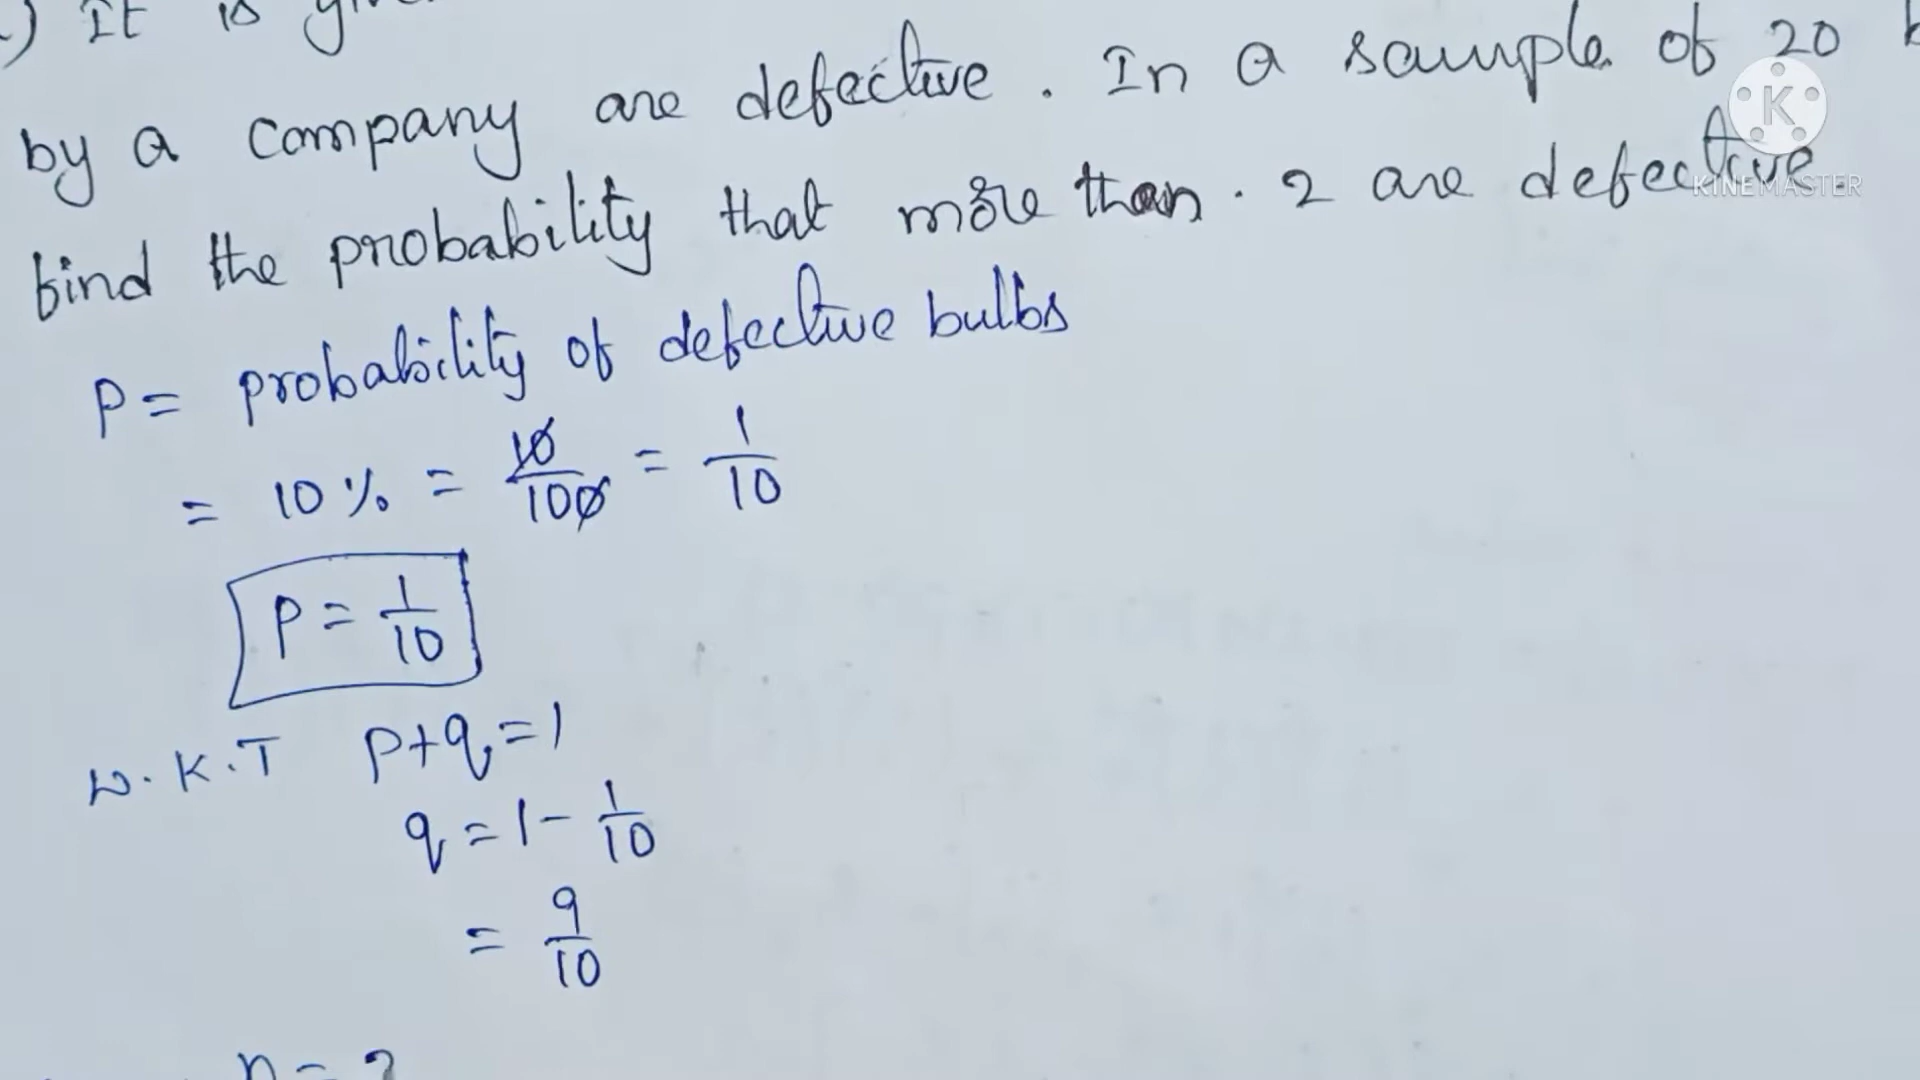 ) It is
by a company are defective. In a sample of 20
find the probability that more than. 2 are defective.
P = probability of defective bulbs
= 10% = 10/100 = 1/10
P = 1/10
W.K.T P+q=1
q = 1 - 1/10
= 9/10
n =
K
KINEMASTER